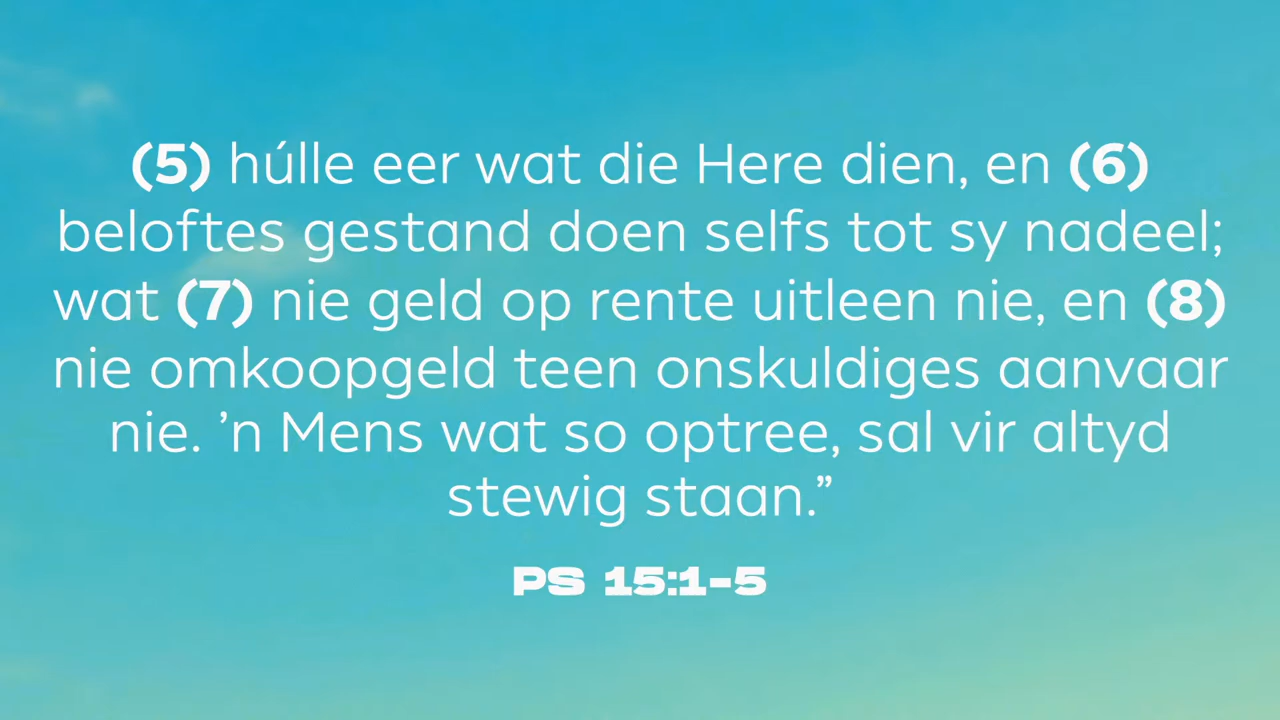 (5) húlle eer wat die Here dien, en (6)
beloftes gestand doen selfs tot sy nadeel;
wat (7) nie geld op rente uitleen nie, en (8)
nie omkoopgeld teen onskuldiges aanvaar
nie. ’n Mens wat so optree, sal vir altyd
stewig staan.”
PS 15:1-5